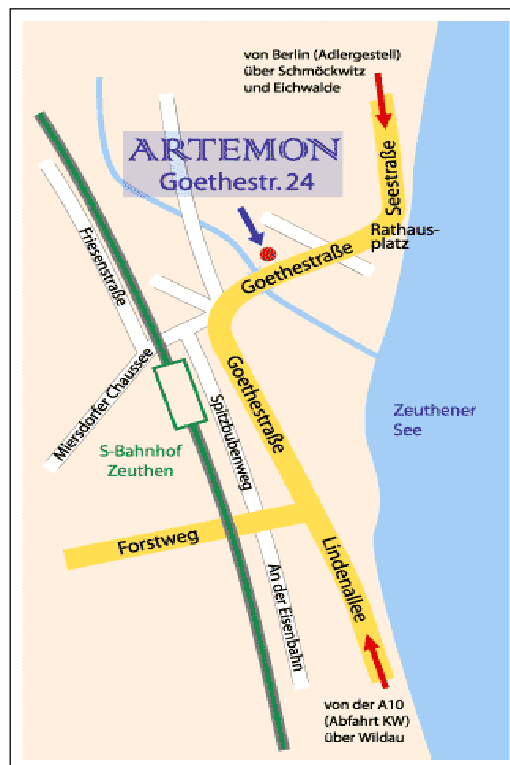 von Berlin (Adlergestell)
über Schmöckwitz
und Eichwalde
ARTEMON
Goethestr. 24
Seestraße
Rathaus-
platz
Goethestraße
Friesenstraße
Miersdorfer Chaussee
Goethestraße
Spitzbubenweg
Zeuthener
See
S-Bahnhof
Zeuthen
Forstweg
Lindenallee
An der Eisenbahn
von der A10
(Abfahrt KW)
über Wildau